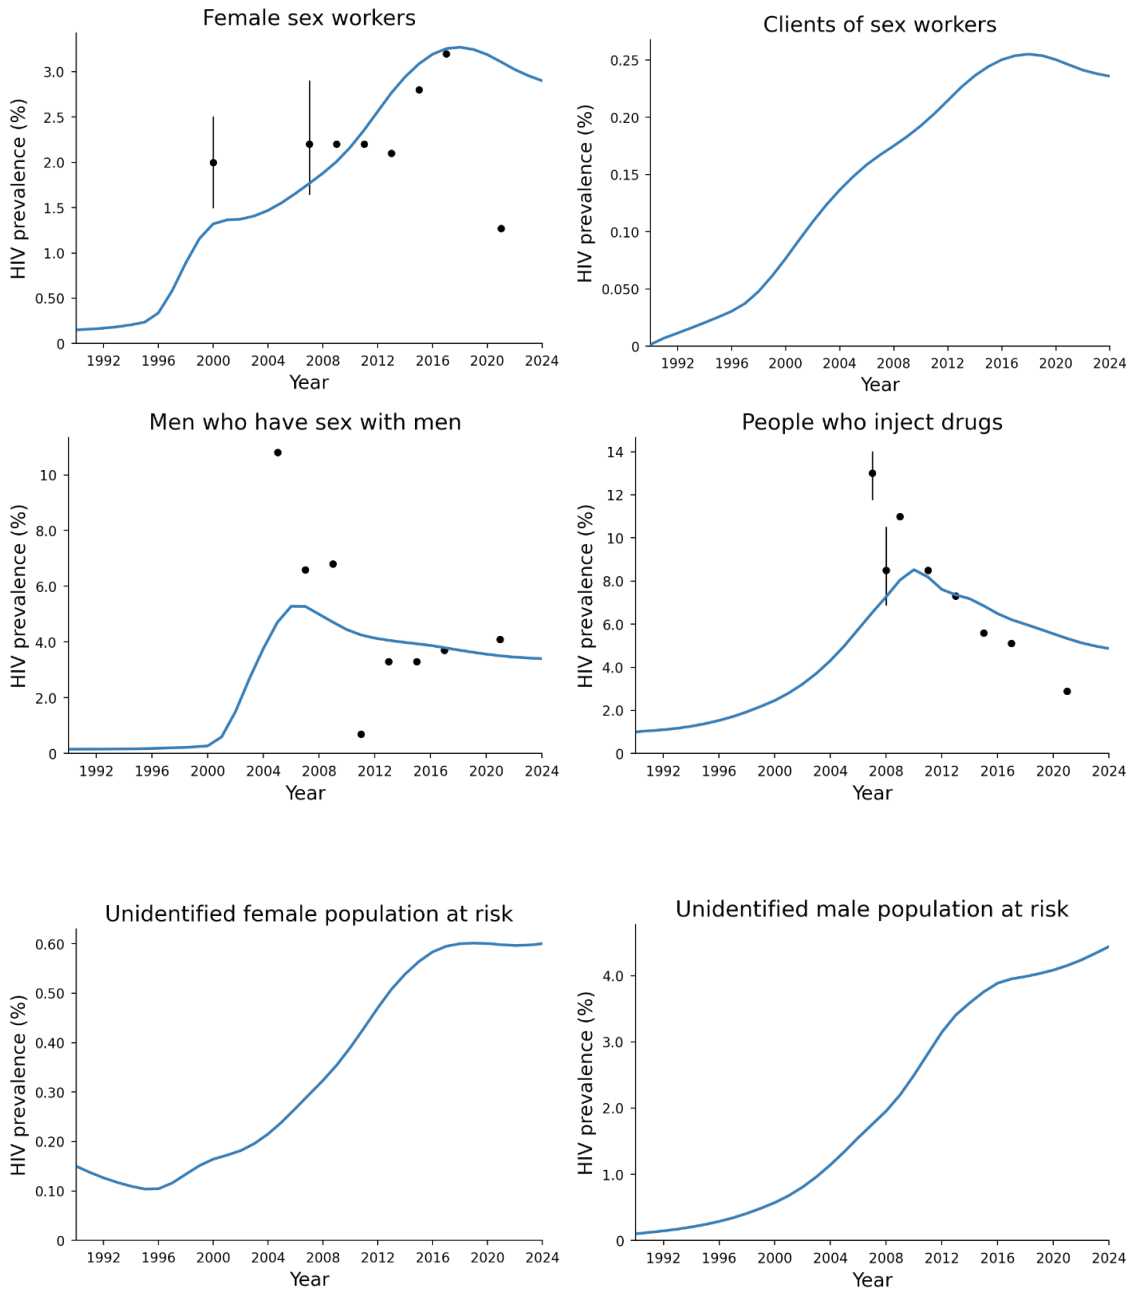 Female sex workers
HIV prevalence (%)
3.0
2.5
2.0
1.5
1.0
0.50
0
1992 1996 2000 2004 2008 2012 2016 2020 2024
Year
Clients of sex workers
HIV prevalence (%)
0.25
0.20
0.15
0.10
0.050
0
1992 1996 2000 2004 2008 2012 2016 2020 2024
Year
Men who have sex with men
HIV prevalence (%)
10
8.0
6.0
4.0
2.0
0
1992 1996 2000 2004 2008 2012 2016 2020 2024
Year
People who inject drugs
HIV prevalence (%)
14
12
10
8.0
6.0
4.0
2.0
0
1992 1996 2000 2004 2008 2012 2016 2020 2024
Year
Unidentified female population at risk
HIV prevalence (%)
0.60
0.50
0.40
0.30
0.20
0.10
0
1992 1996 2000 2004 2008 2012 2016 2020 2024
Year
Unidentified male population at risk
HIV prevalence (%)
4.0
3.0
2.0
1.0
0
1992 1996 2000 2004 2008 2012 2016 2020 2024
Year